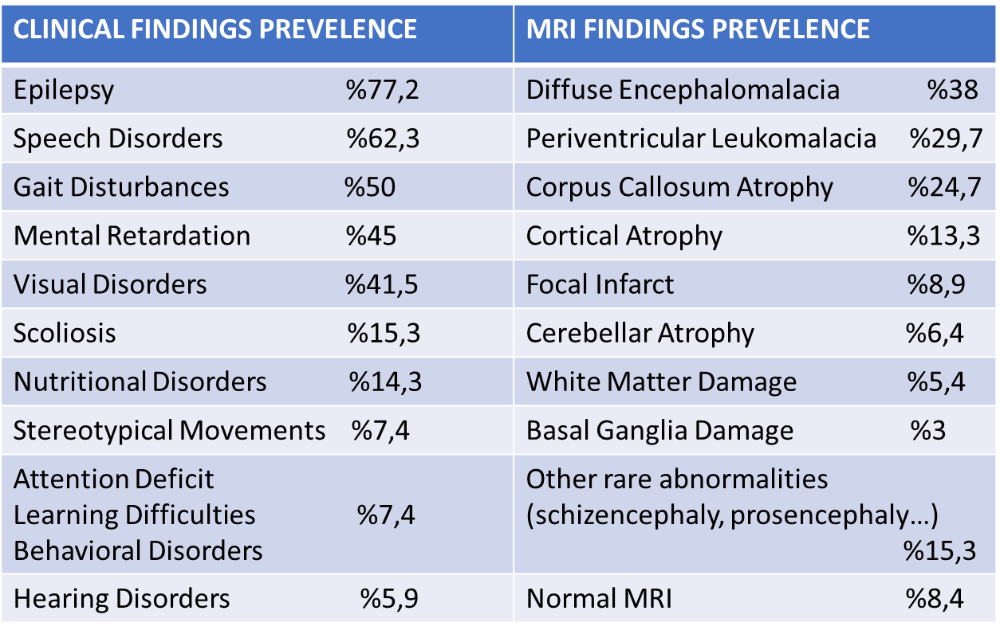 CLINICAL FINDINGS PREVELENCE MRI FINDINGS PREVELENCE
Epilepsy %77,2 Diffuse Encephalomalacia %38
Speech Disorders %62,3 Periventricular Leukomalacia %29,7
Gait Disturbances %50 Corpus Callosum Atrophy %24,7
Mental Retardation %45 Cortical Atrophy %13,3
Visual Disorders %41,5 Focal Infarct %8,9
Scoliosis %15,3 Cerebellar Atrophy %6,4
Nutritional Disorders %14,3 White Matter Damage %5,4
Stereotypical Movements %7,4 Basal Ganglia Damage %3
Attention Deficit Other rare abnormalities
Learning Difficulties %7,4 (schizencephaly, prosencephaly...)
Behavioral Disorders %15,3
Hearing Disorders %5,9 Normal MRI %8,4